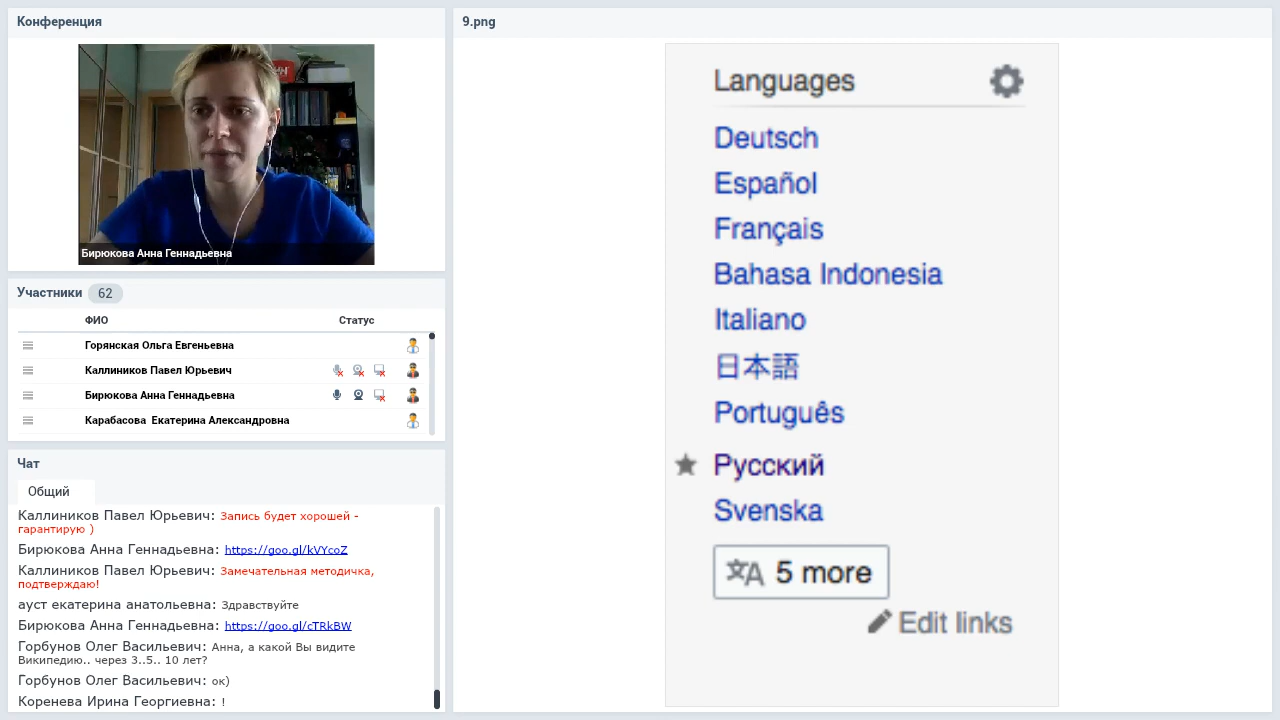 Конференция
Бирюкова Анна Геннадьевна
Участники 62
ФИО Статус
Горянская Ольга Евгеньевна
Каллиников Павел Юрьевич
Бирюкова Анна Геннадьевна
Карабасова Екатерина Александровна
Чат
Общий
Каллиников Павел Юрьевич: Запись будет хорошей -
гарантирую )
Бирюкова Анна Геннадьевна: https://goo.gl/kVYcoZ
Каллиников Павел Юрьевич: Замечательная методичка,
подтверждаю!
ауст екатерина анатольевна: Здравствуйте
Бирюкова Анна Геннадьевна: https://goo.gl/cTRkBW
Горбунов Олег Васильевич: Анна, а какой Вы видите
Википедию.. через 3..5.. 10 лет?
Горбунов Олег Васильевич: ок)
Коренева Ирина Георгиевна: !
9.png
Languages
Deutsch
Español
Français
Bahasa Indonesia
Italiano
日本語
Português
Русский
Svenska
文A 5 more
Edit links